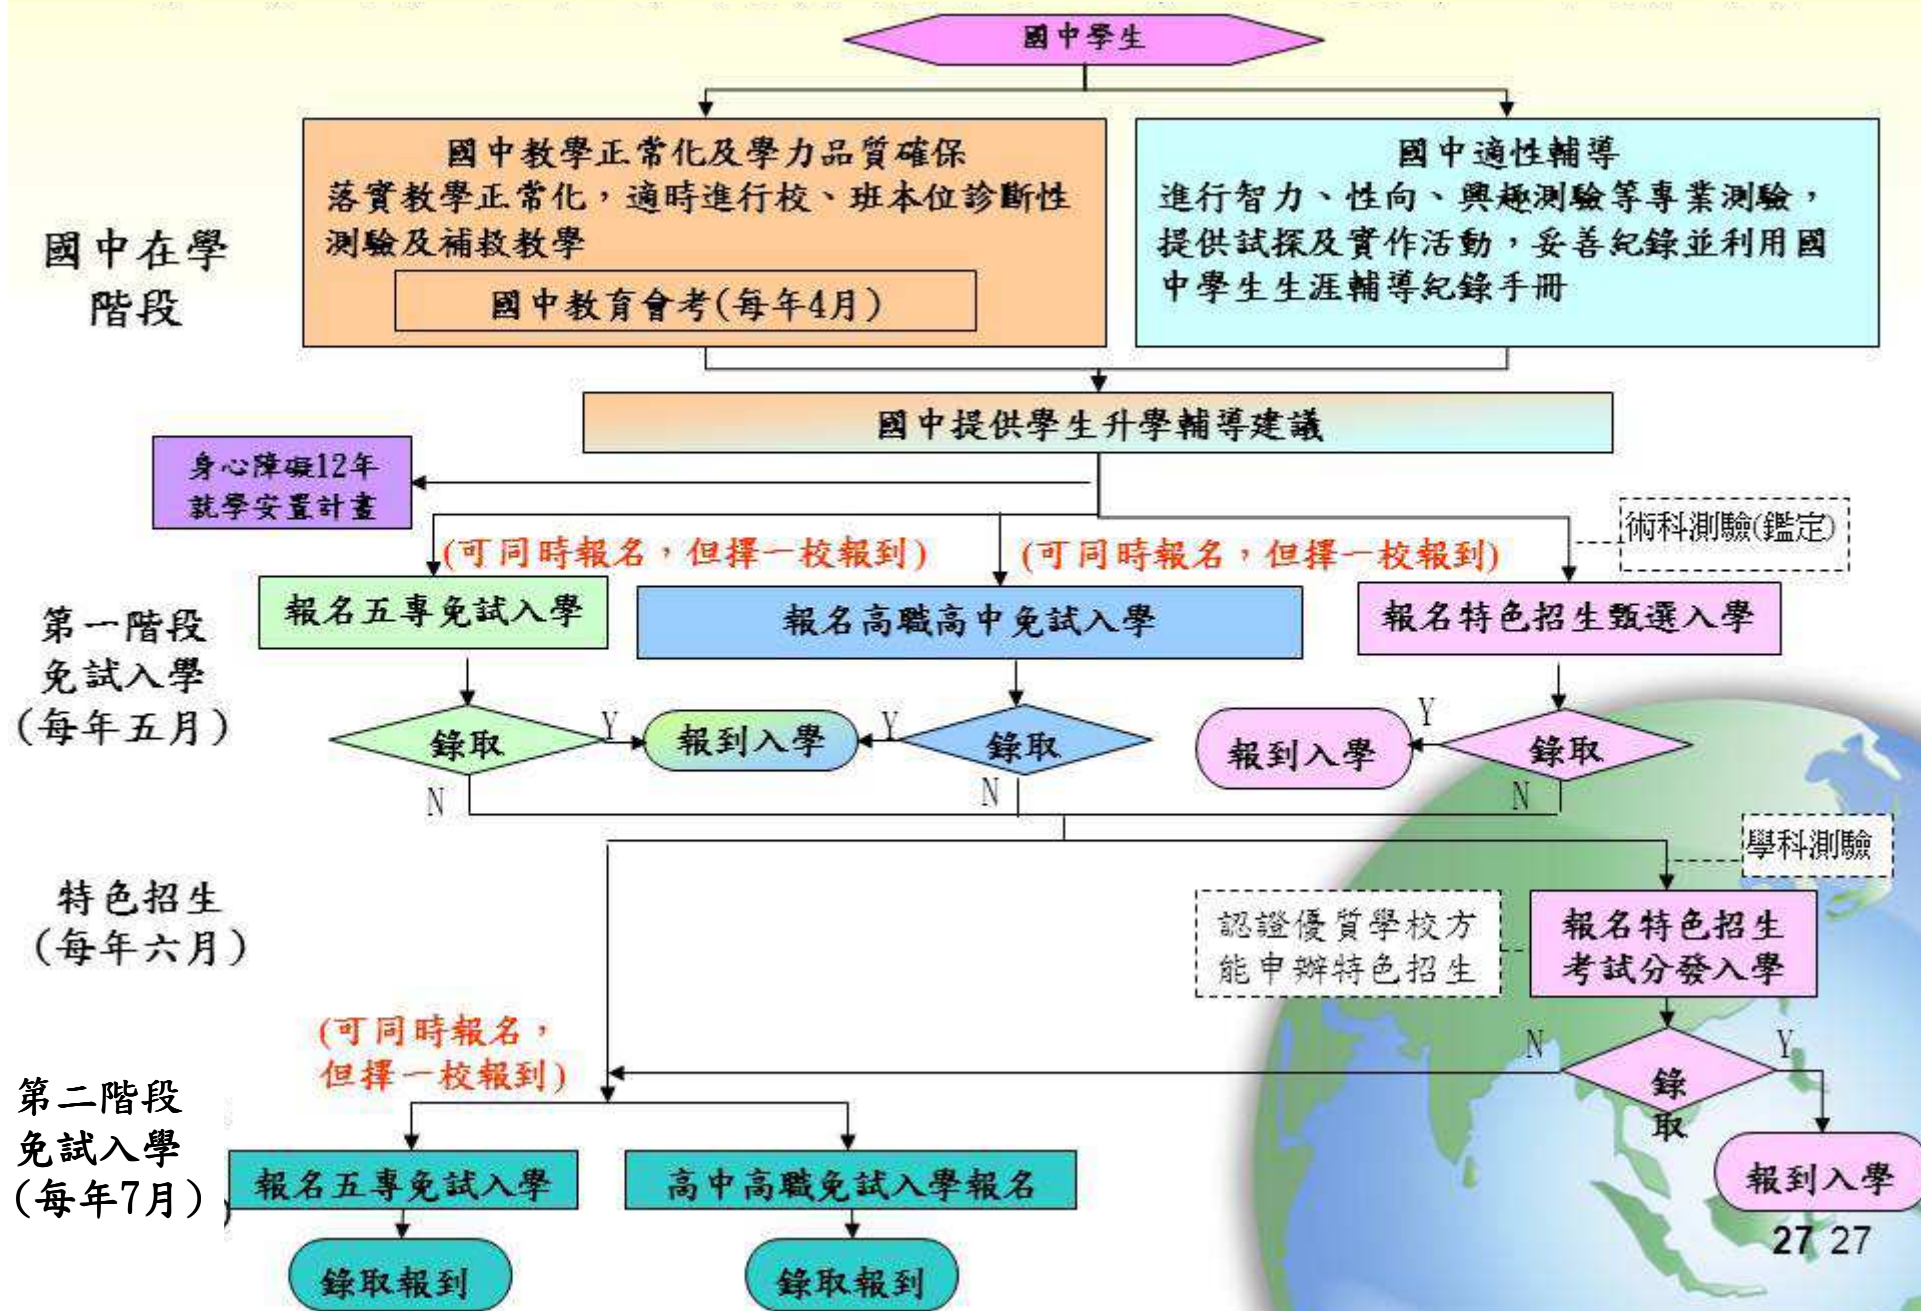 國中學生
國中在學
階段
國中教學正常化及學力品質確保
落實教學正常化，適時進行校、班本位診斷性
測驗及補救教學
國中教育會考(每年4月)
國中適性輔導
進行智力、性向、興趣測驗等專業測驗，
提供試探及實作活動，妥善紀錄並利用國
中學生生涯輔導紀錄手冊
國中提供學生升學輔導建議
身心障礙12年
就學安置計畫
術科測驗(鑑定)
(可同時報名，但擇一校報到)
(可同時報名，但擇一校報到)
第一階段
免試入學
(每年五月)
報名五專免試入學
報名高職高中免試入學
報名特色招生甄選入學
錄取
Y
報到入學
Y
錄取
報到入學
Y
錄取
N
N
N
學科測驗
特色招生
(每年六月)
認證優質學校方
能申辦特色招生
報名特色招生
考試分發入學
(可同時報名，
但擇一校報到)
N
Y
錄
取
報到入學
第二階段
免試入學
(每年7月)
報名五專免試入學
高中高職免試入學報名
錄取報到
錄取報到
27 27